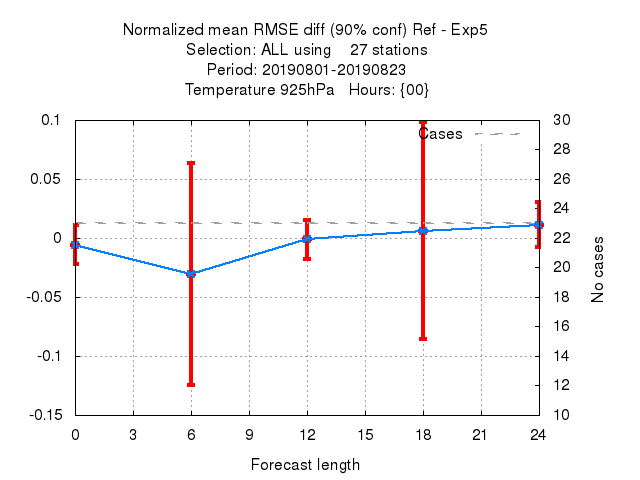 Normalized mean RMSE diff (90% conf) Ref - Exp5
Selection: ALL using    27 stations
Period: 20190801-20190823
Temperature 925hPa   Hours: {00}
0.1
0.05
0
-0.05
-0.1
-0.15
Cases
30
28
26
24
22
20
18
16
14
12
10
No cases
0 3 6 9 12 15 18 21 24
Forecast length